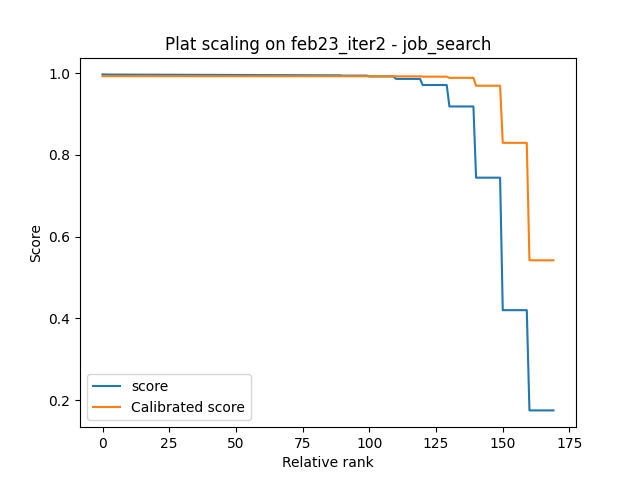 Plat scaling on feb23_iter2 - job_search
Score
1.0
0.8
0.6
0.4
0.2
score
Calibrated score
0 25 50 75 100 125 150 175
Relative rank